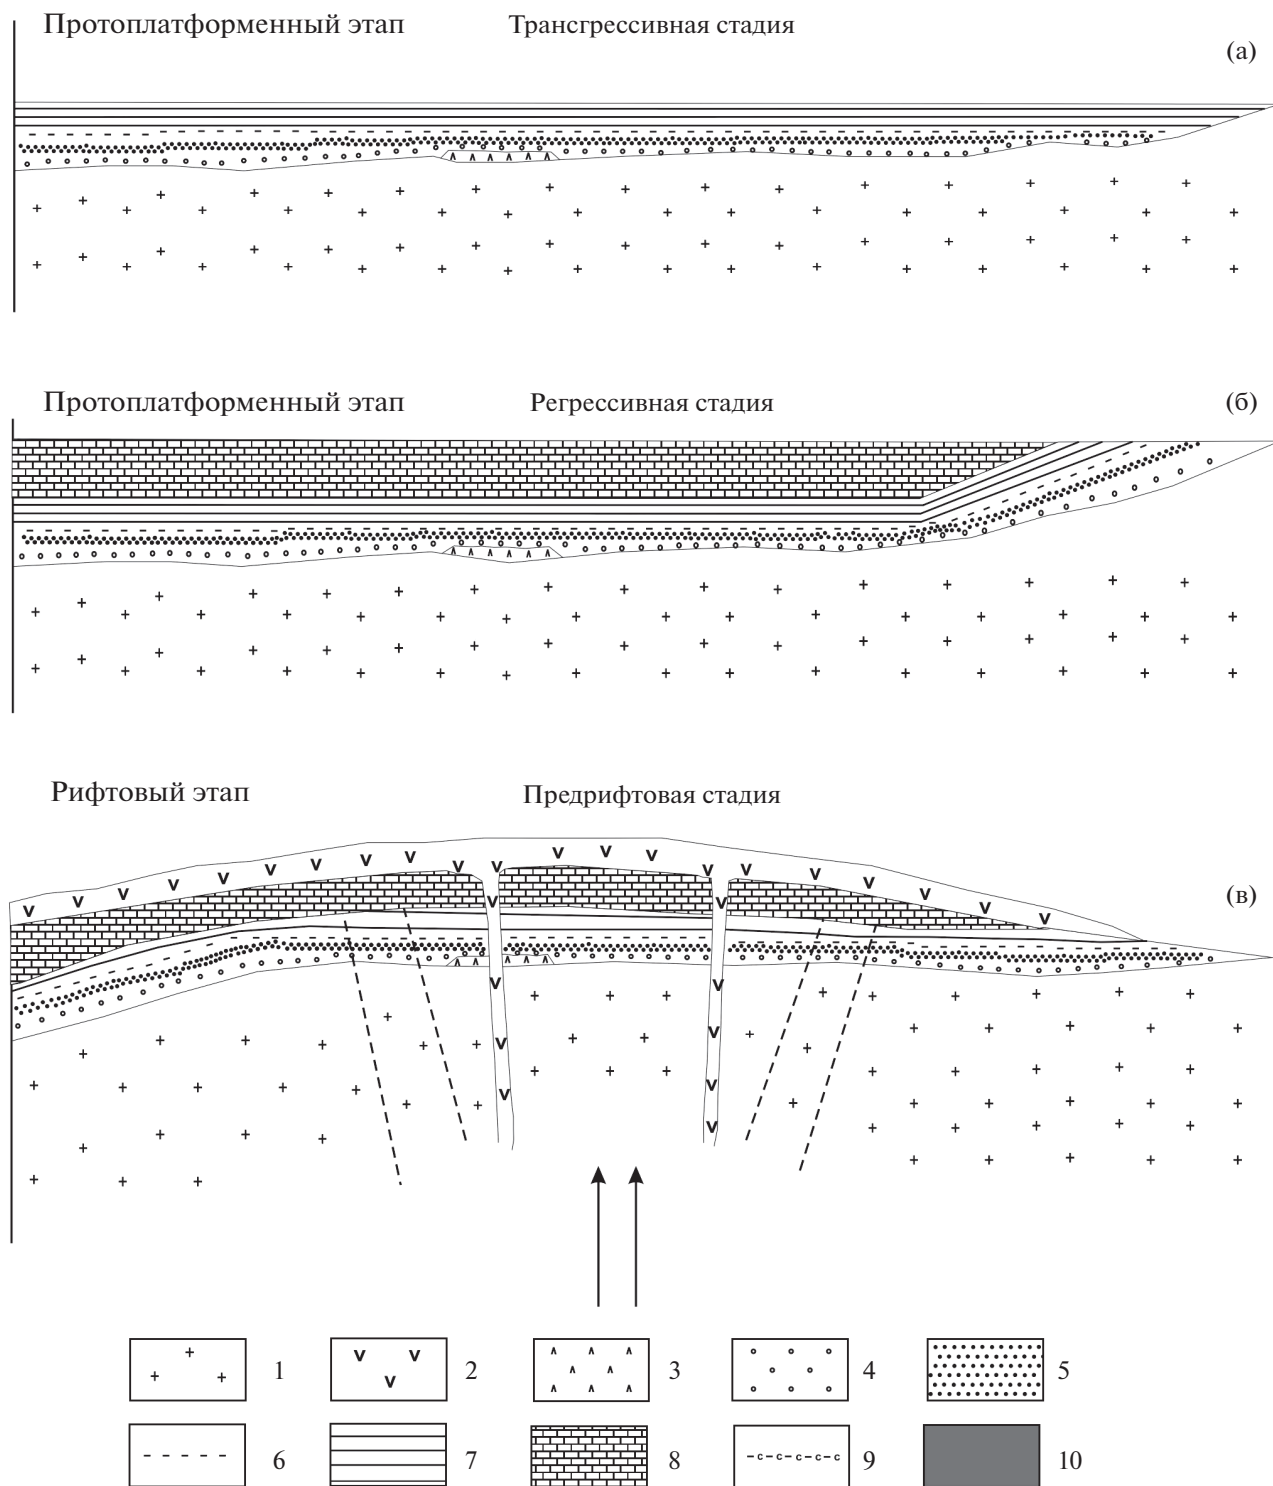 Протоплатформенный этап Трансгрессивная стадия
(а)
Протоплатформенный этап Регрессивная стадия (б)
Рифтовый этап Предрифтовая стадия
(в)
1 2 3 4 5
6 7 8 9 10